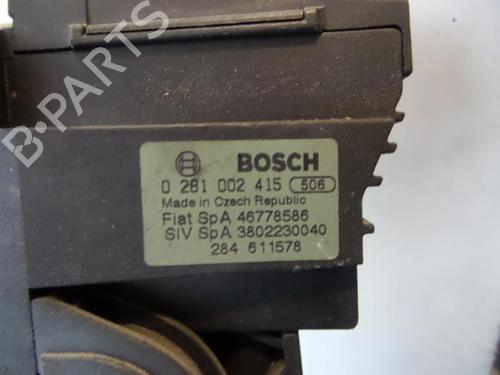 B-PARTS
BOSCH
0 281 002 415 506
Made in Czech Republic
Fiat SpA 46778586
SIV SpA 3802230040
284 611578